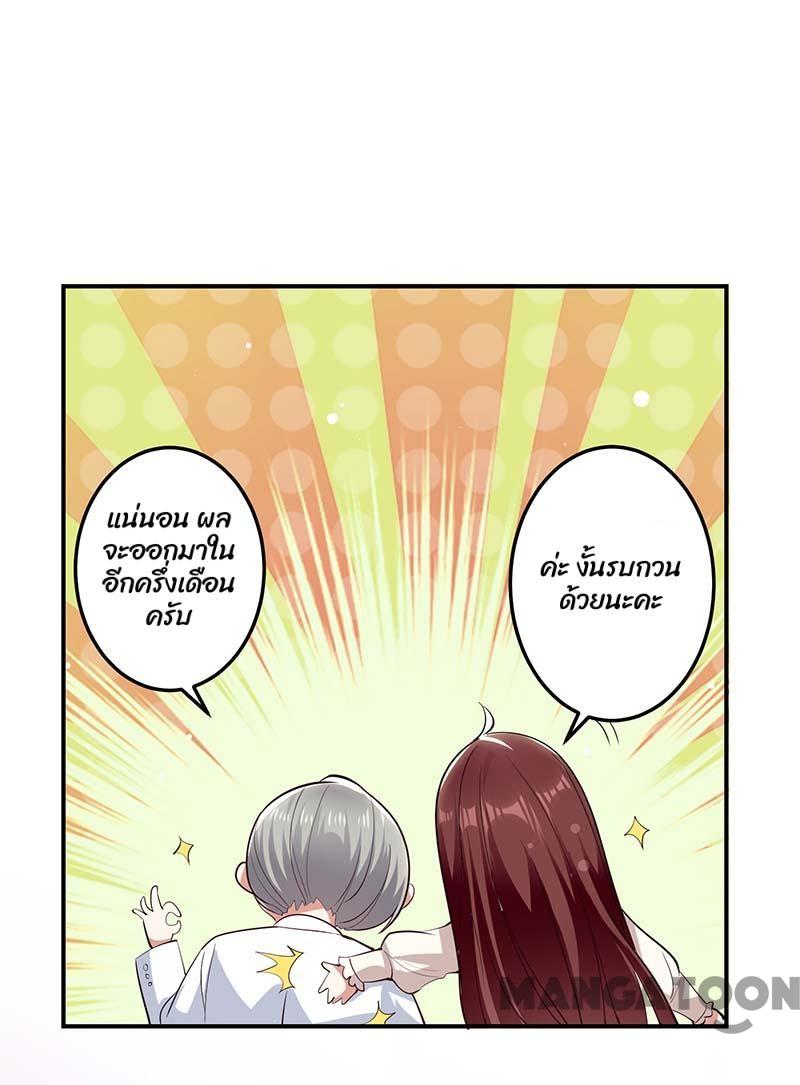 แน่นอน ผล
จะออกมาใน
อีกครึ่งเดือน
ครับ
ค่ะ งั้นรบกวน
ด้วยนะคะ
MANGATOON